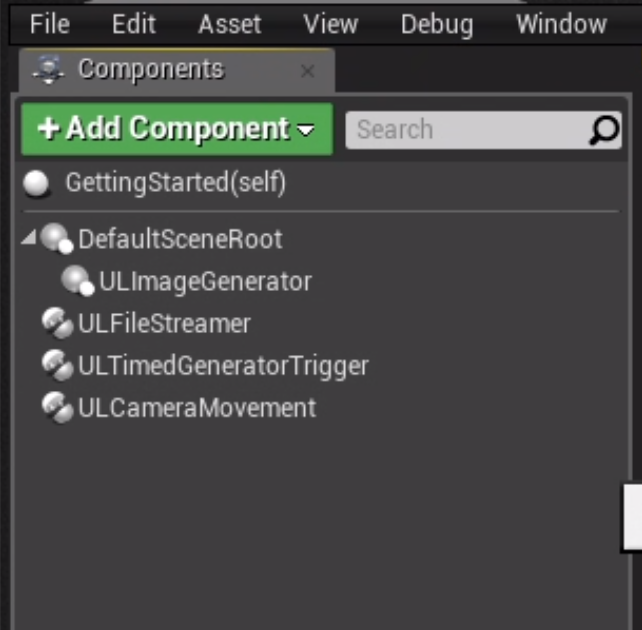 File Edit Asset View Debug Window
Components
+ Add Component
Search
GettingStarted(self)
DefaultSceneRoot
ULImageGenerator
ULFileStreamer
ULTimedGeneratorTrigger
ULCameraMovement